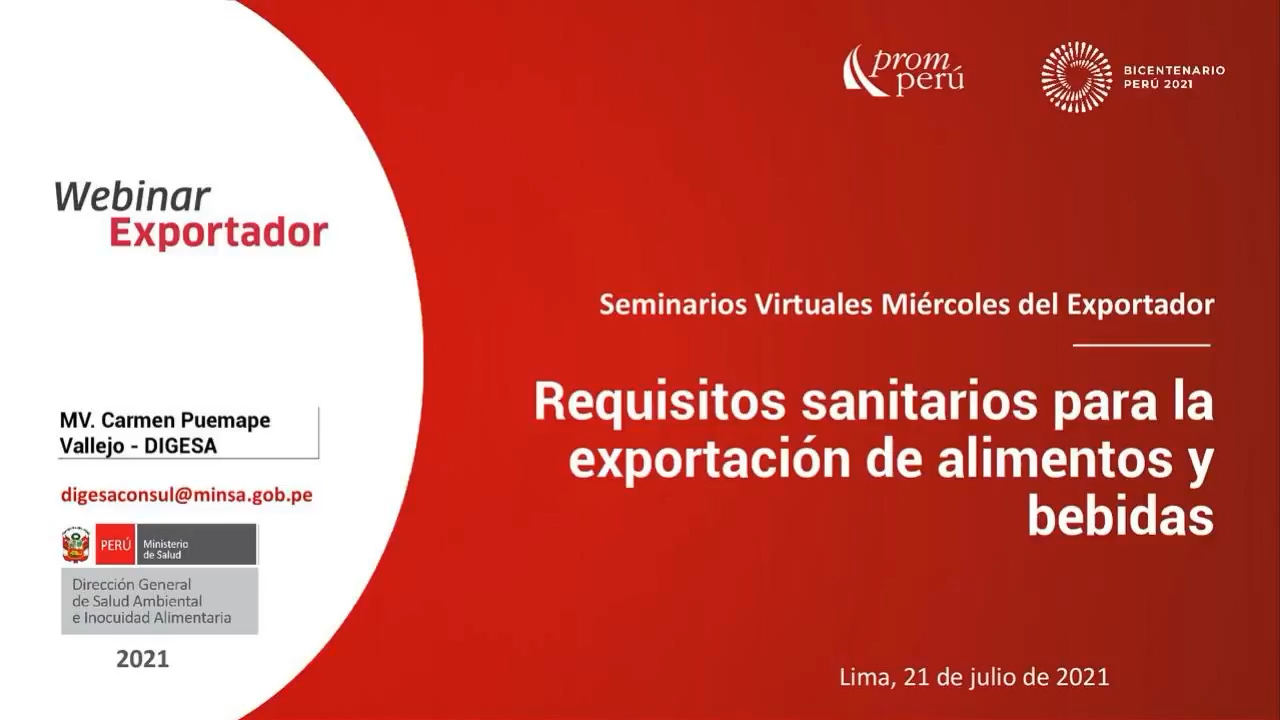 prom
perú
BICENTENARIO
PERÚ 2021
Webinar
Exportador
Seminarios Virtuales Miércoles del Exportador
Requisitos sanitarios para la
exportación de alimentos y
bebidas
MV. Carmen Puemape
Vallejo - DIGESA
digesaconsul@minsa.gob.pe
PERÚ
Ministerio
de Salud
Dirección General
de Salud Ambiental
e Inocuidad Alimentaria
2021
Lima, 21 de julio de 2021